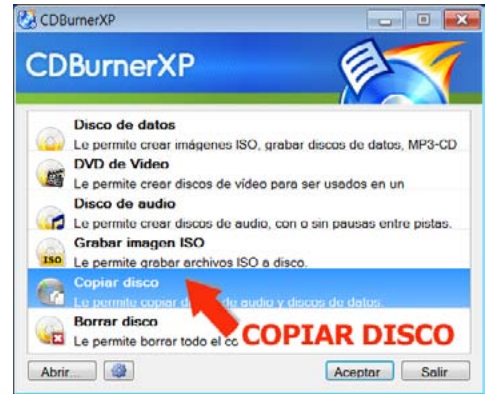 CDBurnerXP
CDBurnerXP
Disco de datos
Le permite crear imágenes ISO, grabar discos de datos, MP3-CD
DVD de Video
Le permite crear discos de vídeo para ser usados en un
Disco de audio
Le permite crear discos de audio, con o sin pausas entre pistas.
Grabar imagen ISO
ISO
Le permite grabar archivos ISO a disco.
Copiar disco
Le permite copiar de audio y discos de datos.
Borrar disco
COPIAR DISCO
Le permite borrar todo el
Abrir...
Aceptar
Salir